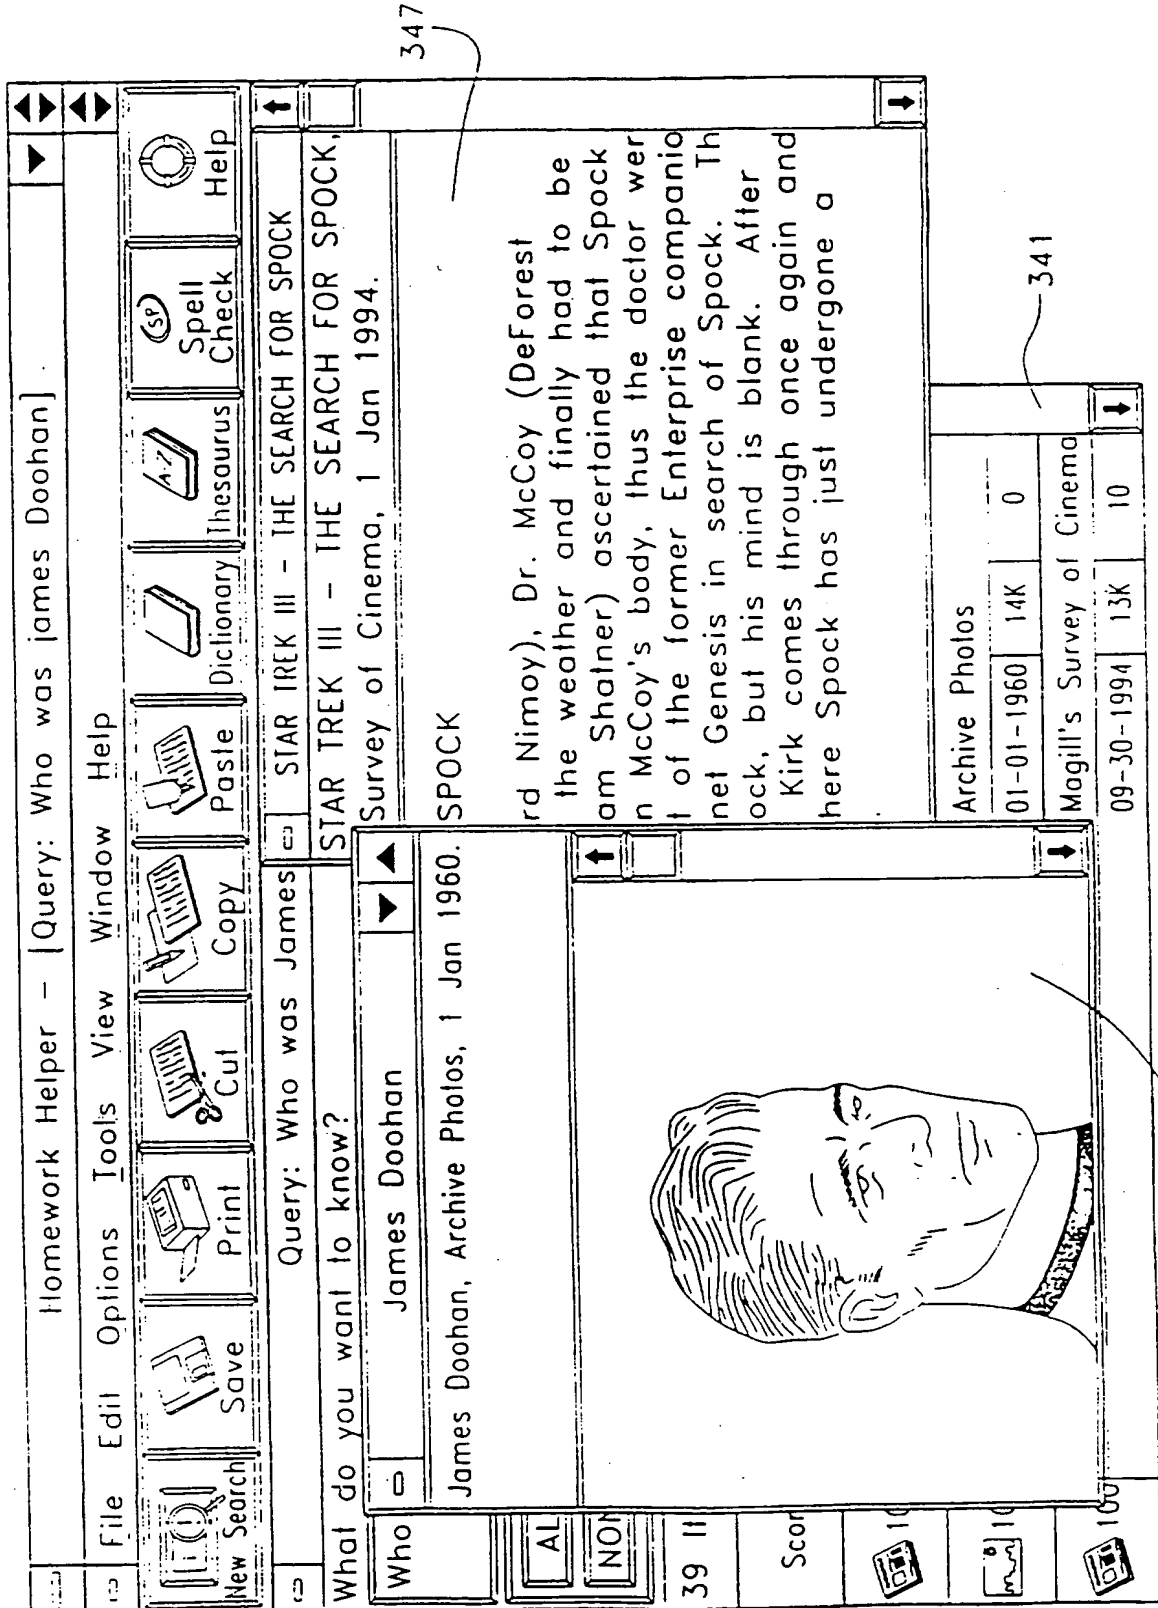 Homework Helper - [Query: Who was james Doohan]
File Edit Options Tools View Window Help
New Search Save Print Cut Copy Paste Dictionary Thesaurus Spell Check Help
SP
A-Z
Query: Who was James
What do you want to know?
Who
AL
NON
39 It
Scor
10
10
100
STAR TREK III - THE SEARCH FOR SPOCK
STAR TREK III - THE SEARCH FOR SPOCK,
Survey of Cinema, 1 Jan 1994.
SPOCK
rd Nimoy), Dr. McCoy (DeForest
the weather and finally had to be
am Shatner) ascertained that Spock
n McCoy's body, thus the doctor wer
t of the former Enterprise companio
net Genesis in search of Spock. Th
ock, but his mind is blank. After
Kirk comes through once again and
here Spock has just undergone a
James Doohan
James Doohan, Archive Photos, 1 Jan 1960.
Archive Photos
01-01-1960 14K 0
Magill's Survey of Cinema
09-30-1994 13K 10
347
341